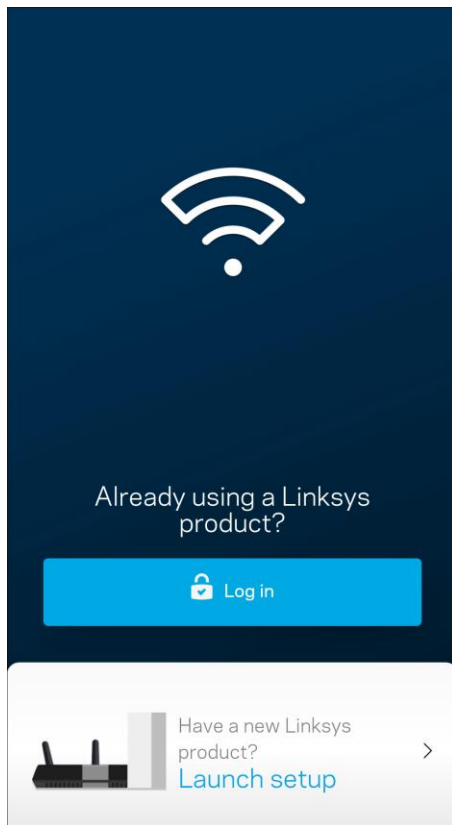 Already using a Linksys
product?
Log in
Have a new Linksys
product?
Launch setup